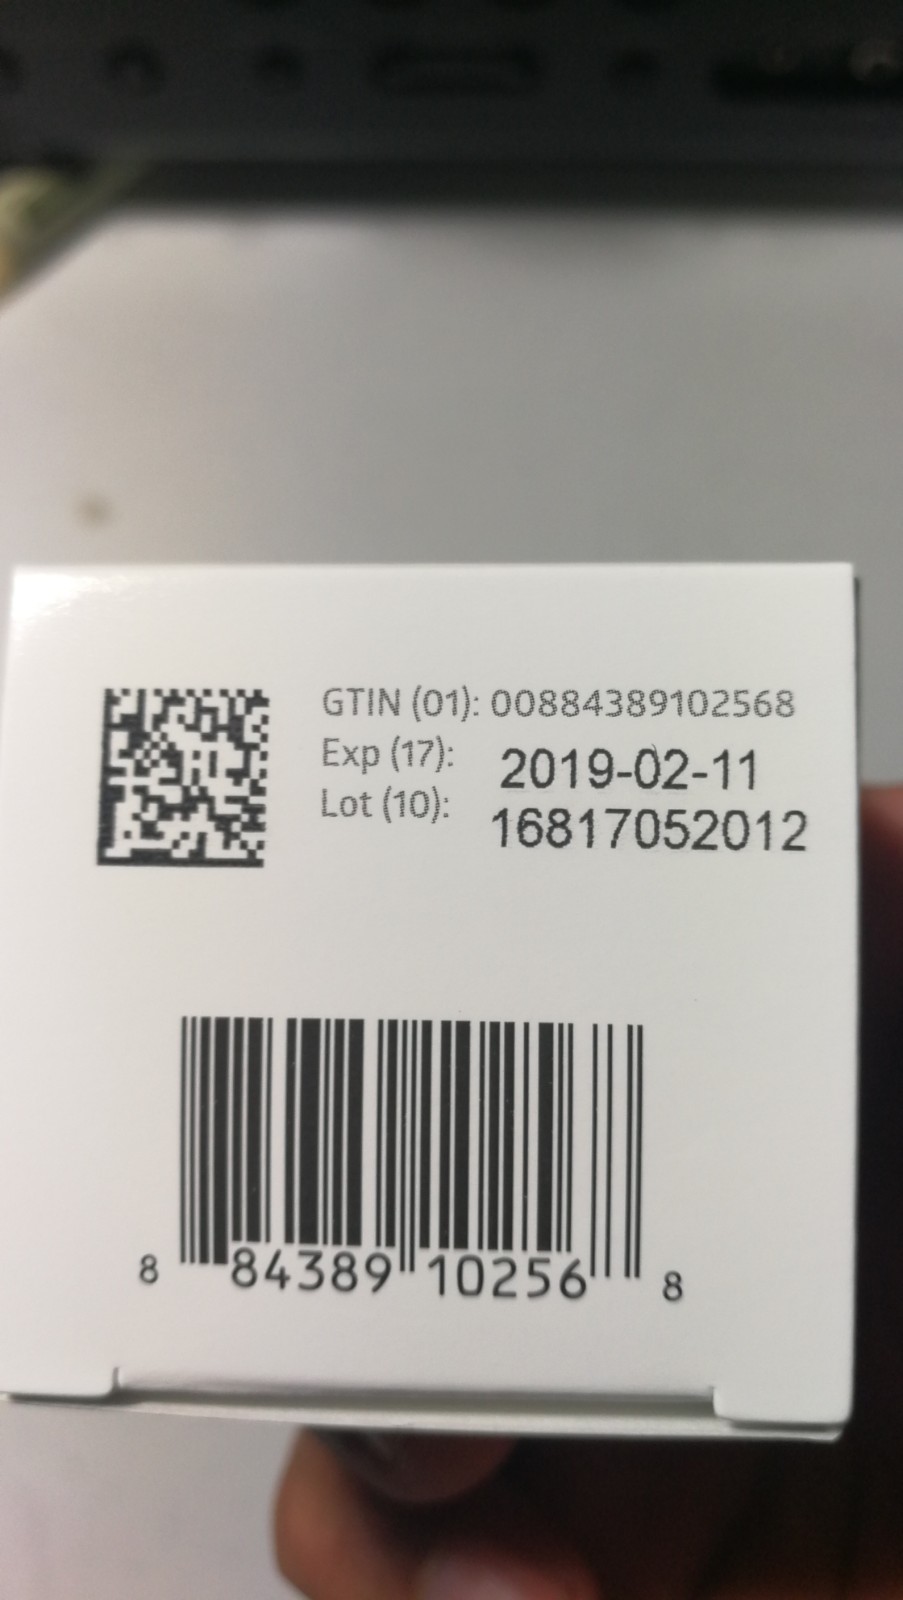 GTIN (01): 00884389102568
Exp (17): 2019-02-11
Lot (10): 16817052012
8 84389 10256 8